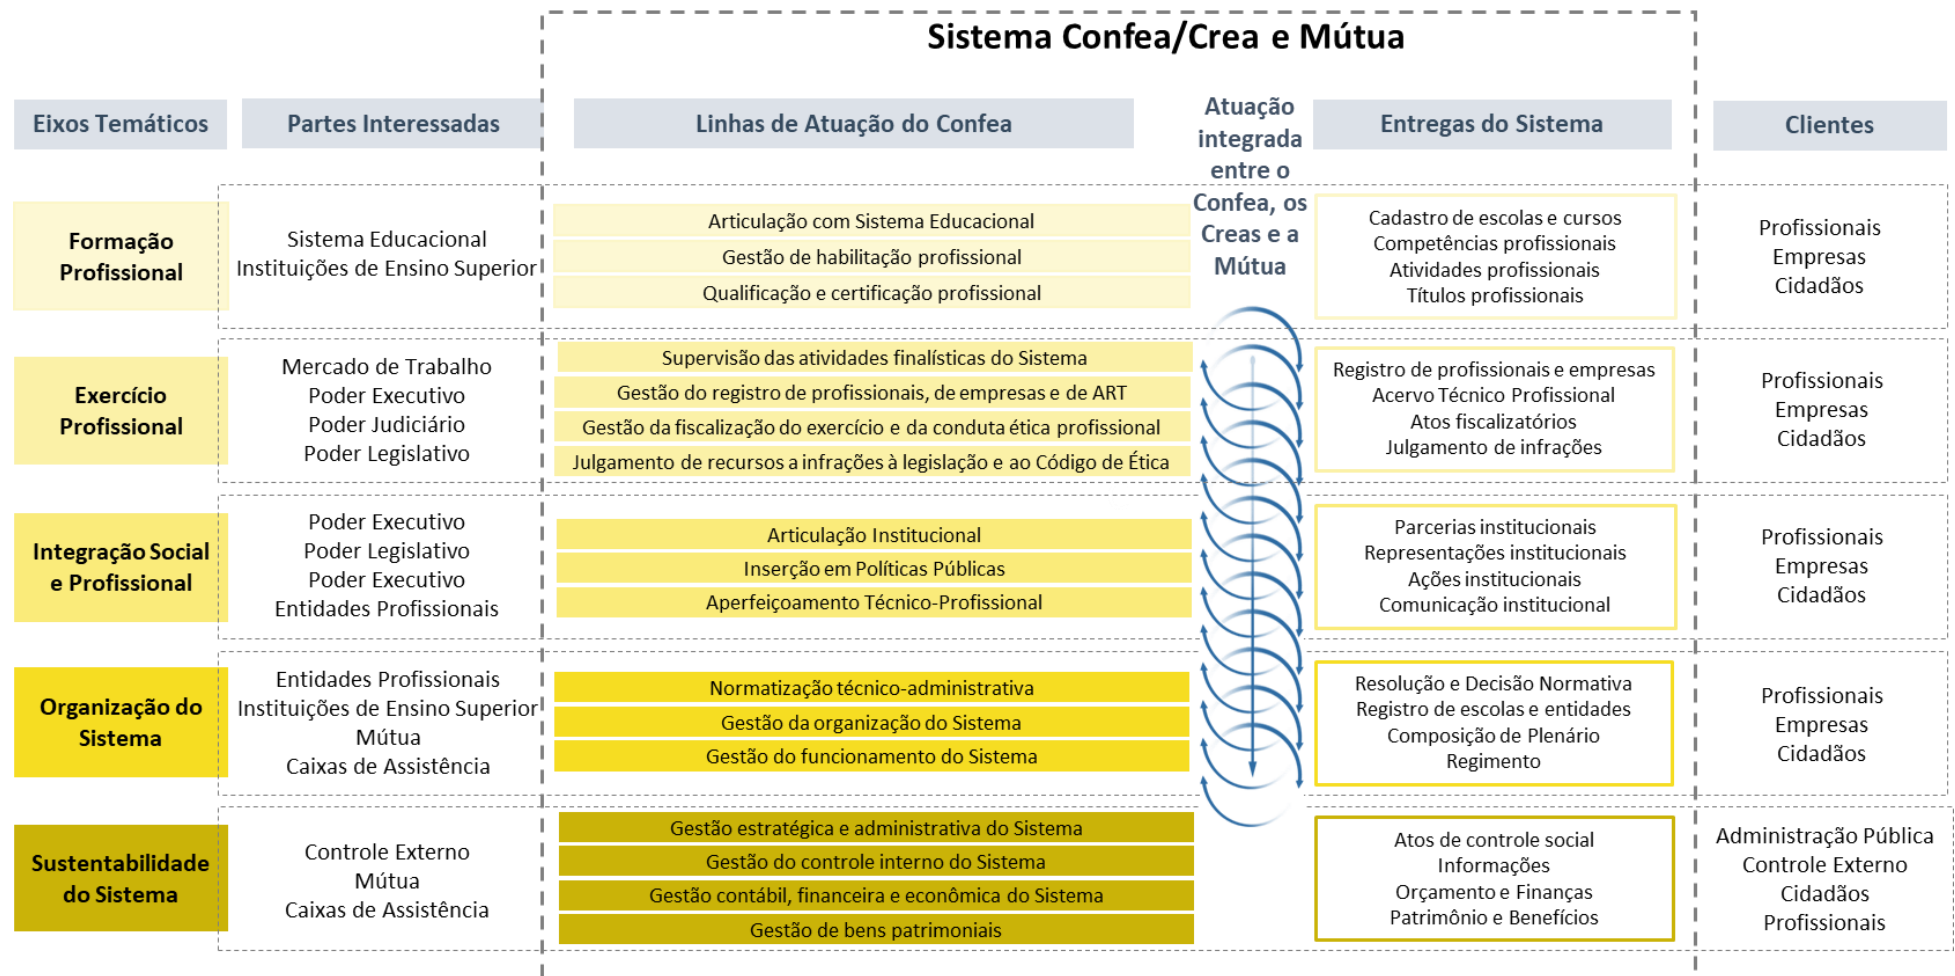 Sistema Confea/Crea e Mútua
Eixos Temáticos
Partes Interessadas
Linhas de Atuação do Confea
Atuação
integrada
entre o
Confea, os
Creas e a
Mútua
Entregas do Sistema
Clientes
Formação
Profissional
Sistema Educacional
Instituições de Ensino Superior
Articulação com Sistema Educacional
Gestão de habilitação profissional
Qualificação e certificação profissional
Cadastro de escolas e cursos
Competências profissionais
Atividades profissionais
Títulos profissionais
Profissionais
Empresas
Cidadãos
Exercício
Profissional
Mercado de Trabalho
Poder Executivo
Poder Judiciário
Poder Legislativo
Supervisão das atividades finalísticas do Sistema
Gestão do registro de profissionais, de empresas e de ART
Gestão da fiscalização do exercício e da conduta ética profissional
Julgamento de recursos a infrações à legislação e ao Código de Ética
Registro de profissionais e empresas
Acervo Técnico Profissional
Atos fiscalizatórios
Julgamento de infrações
Profissionais
Empresas
Cidadãos
Integração Social
e Profissional
Poder Executivo
Poder Legislativo
Poder Executivo
Entidades Profissionais
Articulação Institucional
Inserção em Políticas Públicas
Aperfeiçoamento Técnico-Profissional
Parcerias institucionais
Representações institucionais
Ações institucionais
Comunicação institucional
Profissionais
Empresas
Cidadãos
Organização do
Sistema
Entidades Profissionais
Instituições de Ensino Superior
Mútua
Caixas de Assistência
Normatização técnico-administrativa
Gestão da organização do Sistema
Gestão do funcionamento do Sistema
Resolução e Decisão Normativa
Registro de escolas e entidades
Composição de Plenário
Regimento
Profissionais
Empresas
Cidadãos
Sustentabilidade
do Sistema
Controle Externo
Mútua
Caixas de Assistência
Gestão estratégica e administrativa do Sistema
Gestão do controle interno do Sistema
Gestão contábil, financeira e econômica do Sistema
Gestão de bens patrimoniais
Atos de controle social
Informações
Orçamento e Finanças
Patrimônio e Benefícios
Administração Pública
Controle Externo
Cidadãos
Profissionais